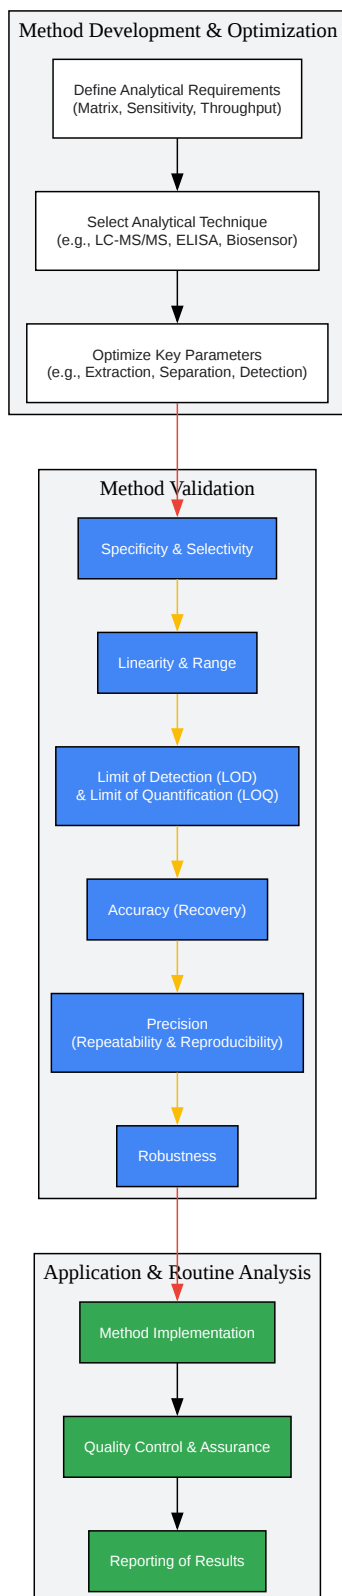 Method Development & Optimization
Define Analytical Requirements
(Matrix, Sensitivity, Throughput)
Select Analytical Technique
(e.g., LC-MS/MS, ELISA, Biosensor)
Optimize Key Parameters
(e.g., Extraction, Separation, Detection)
Method Validation
Specificity & Selectivity
Linearity & Range
Limit of Detection (LOD)
& Limit of Quantification (LOQ)
Accuracy (Recovery)
Precision
(Repeatability & Reproducibility)
Robustness
Application & Routine Analysis
Method Implementation
Quality Control & Assurance
Reporting of Results